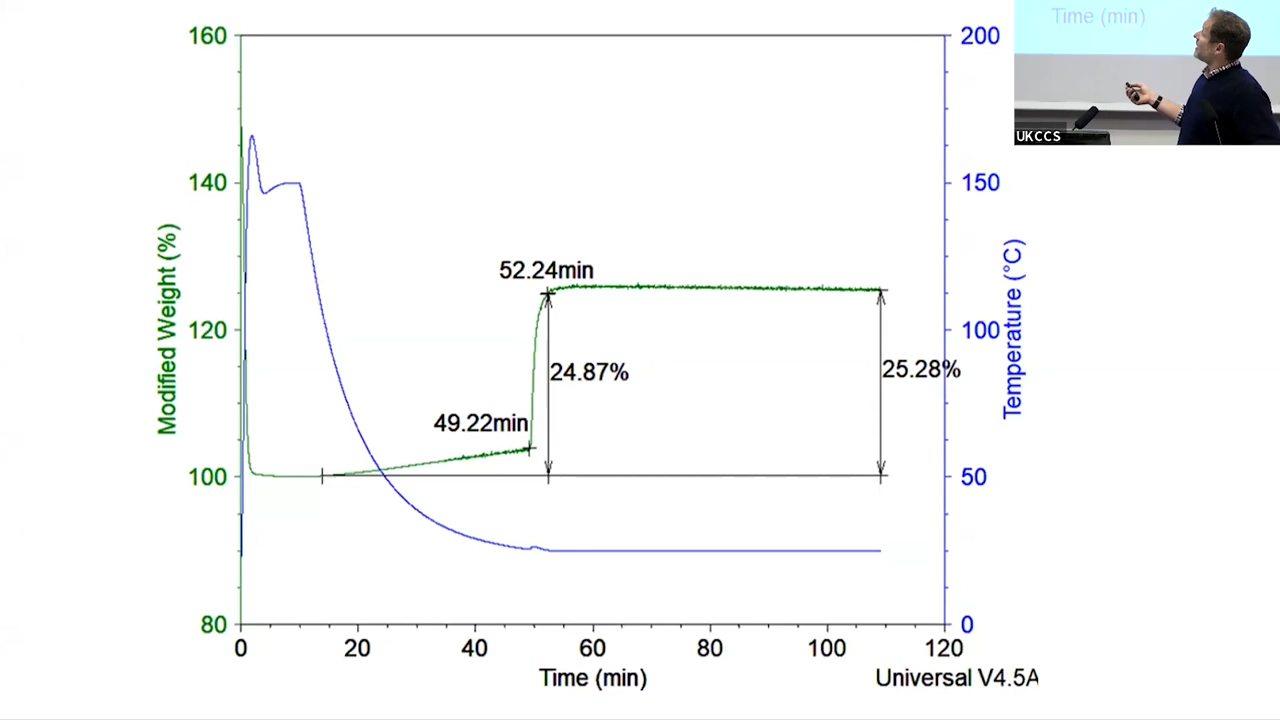 160
140
120
100
80
Modified Weight (%)
200
150
100
50
0
Temperature (°C)
52.24min
24.87%
25.28%
49.22min
0
20
40
60
80
100
120
Time (min)
Universal V4.5A
Time (min)
UKCCS